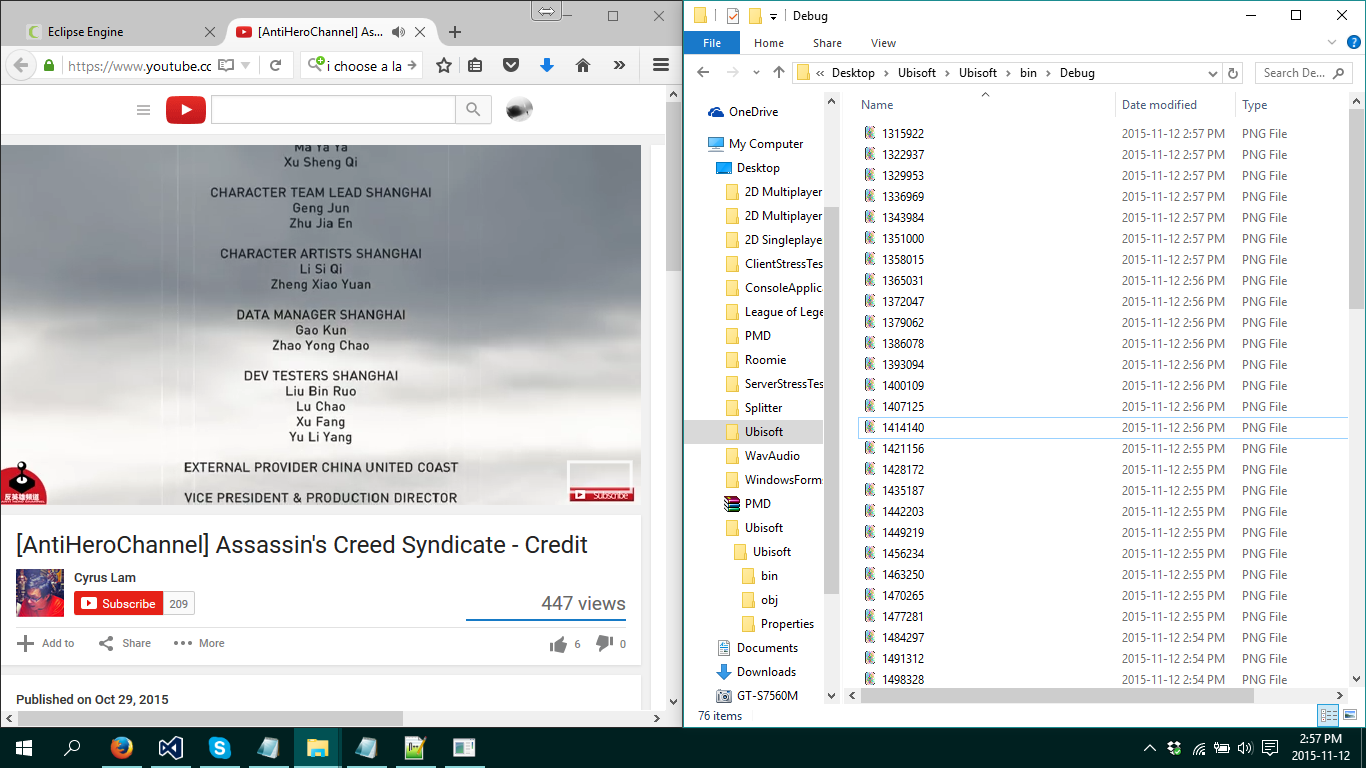 Eclipse Engine
[AntiHeroChannel] As...
https://www.youtube.cc
i choose a la
Ma Ya Ya
Xu Sheng Qi
CHARACTER TEAM LEAD SHANGHAI
Geng Jun
Zhu Jia En
CHARACTER ARTISTS SHANGHAI
Li Si Qi
Zheng Xiao Yuan
DATA MANAGER SHANGHAI
Gao Kun
Zhao Yong Chao
DEV TESTERS SHANGHAI
Liu Bin Ruo
Lu Chao
Xu Fang
Yu Li Yang
EXTERNAL PROVIDER CHINA UNITED COAST
VICE PRESIDENT & PRODUCTION DIRECTOR
反英雄頻道
Subscribe
[AntiHeroChannel] Assassin's Creed Syndicate - Credit
Cyrus Lam
Subscribe 209
447 views
Add to Share More 6 0
Published on Oct 29, 2015
Debug
File Home Share View
« Desktop Ubisoft Ubisoft bin Debug
Search De...
OneDrive
My Computer
Desktop
2D Multiplayer
2D Multiplayer
2D Singleplaye
ClientStressTes
ConsoleApplic
League of Lege
PMD
Roomie
ServerStressTes
Splitter
Ubisoft
WavAudio
WindowsForm
PMD
Ubisoft
Ubisoft
bin
obj
Properties
Documents
Downloads
GT-S7560M
Name Date modified Type
1315922 2015-11-12 2:57 PM PNG File
1322937 2015-11-12 2:57 PM PNG File
1329953 2015-11-12 2:57 PM PNG File
1336969 2015-11-12 2:57 PM PNG File
1343984 2015-11-12 2:57 PM PNG File
1351000 2015-11-12 2:57 PM PNG File
1358015 2015-11-12 2:57 PM PNG File
1365031 2015-11-12 2:56 PM PNG File
1372047 2015-11-12 2:56 PM PNG File
1379062 2015-11-12 2:56 PM PNG File
1386078 2015-11-12 2:56 PM PNG File
1393094 2015-11-12 2:56 PM PNG File
1400109 2015-11-12 2:56 PM PNG File
1407125 2015-11-12 2:56 PM PNG File
1414140 2015-11-12 2:56 PM PNG File
1421156 2015-11-12 2:55 PM PNG File
1428172 2015-11-12 2:55 PM PNG File
1435187 2015-11-12 2:55 PM PNG File
1442203 2015-11-12 2:55 PM PNG File
1449219 2015-11-12 2:55 PM PNG File
1456234 2015-11-12 2:55 PM PNG File
1463250 2015-11-12 2:55 PM PNG File
1470265 2015-11-12 2:55 PM PNG File
1477281 2015-11-12 2:55 PM PNG File
1484297 2015-11-12 2:54 PM PNG File
1491312 2015-11-12 2:54 PM PNG File
1498328 2015-11-12 2:54 PM PNG File
76 items
2:57 PM
2015-11-12